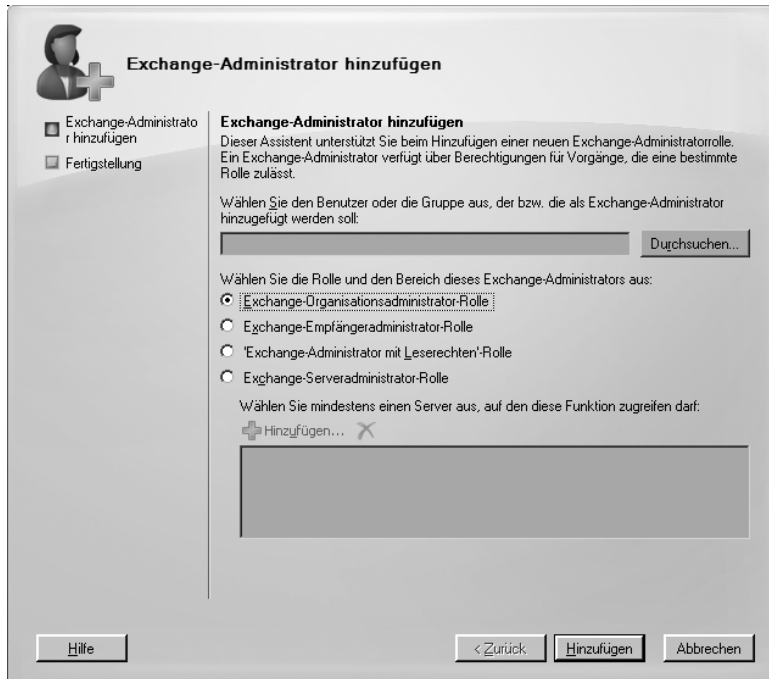 Exchange-Administrator hinzufügen
Exchange-Administrato
r hinzufügen
Fertigstellung
Exchange-Administrator hinzufügen
Dieser Assistent unterstützt Sie beim Hinzufügen einer neuen Exchange-Administratorrolle.
Ein Exchange-Administrator verfügt über Berechtigungen für Vorgänge, die eine bestimmte
Rolle zulässt.
Wählen Sie den Benutzer oder die Gruppe aus, der bzw. die als Exchange-Administrator
hinzugefügt werden soll:
Durchsuchen...
Wählen Sie die Rolle und den Bereich dieses Exchange-Administrators aus:
Exchange-Organisationsadministrator-Rolle
Exchange-Empfängeradministrator-Rolle
'Exchange-Administrator mit Leserechten'-Rolle
Exchange-Serveradministrator-Rolle
Wählen Sie mindestens einen Server aus, auf den diese Funktion zugreifen darf:
Hinzufügen...
Hilfe
< Zurück
Hinzufügen
Abbrechen